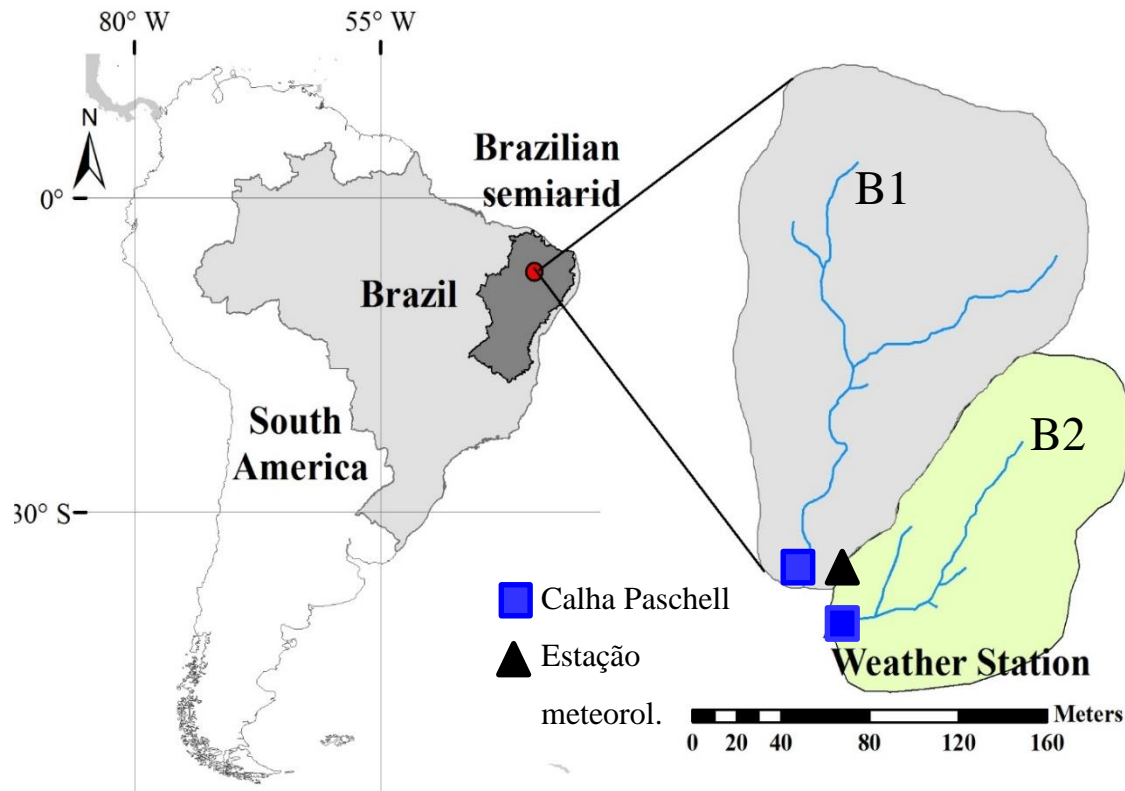 80° W
55° W
N
0°
30° S
Brazilian
semiarid
Brazil
South
America
B1
B2
Calha Paschell
Estação
meteorol.
Weather Station
Meters
0 20 40 80 120 160